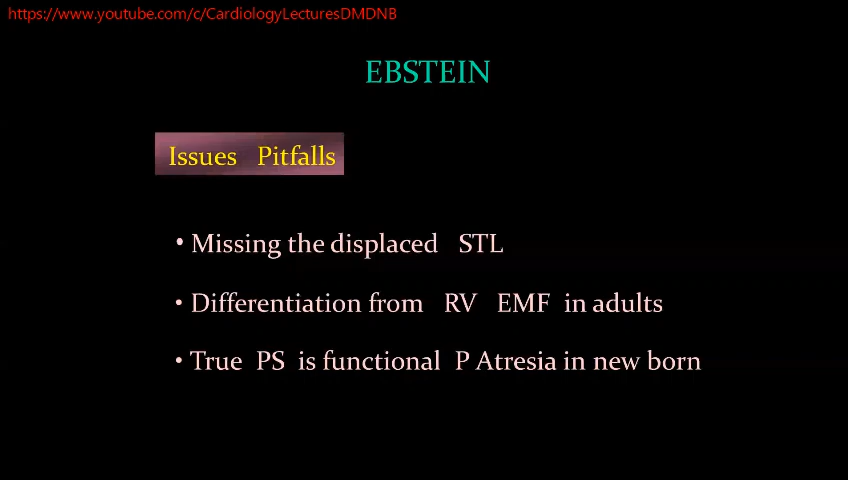 https://www.youtube.com/c/CardiologyLecturesDMDNB
EBSTEIN
Issues Pitfalls
• Missing the displaced STL
• Differentiation from RV EMF in adults
• True PS is functional P Atresia in new born